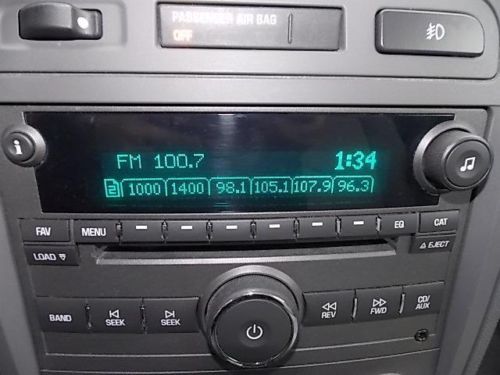 PASSENGER AIR BAG
OFF
FM 100.7 1:34
1000 1400 98.1 105.1 107.9 96.3
FAV MENU EQ CAT
LOAD EJECT
BAND SEEK SEEK REV FWD CD/AUX